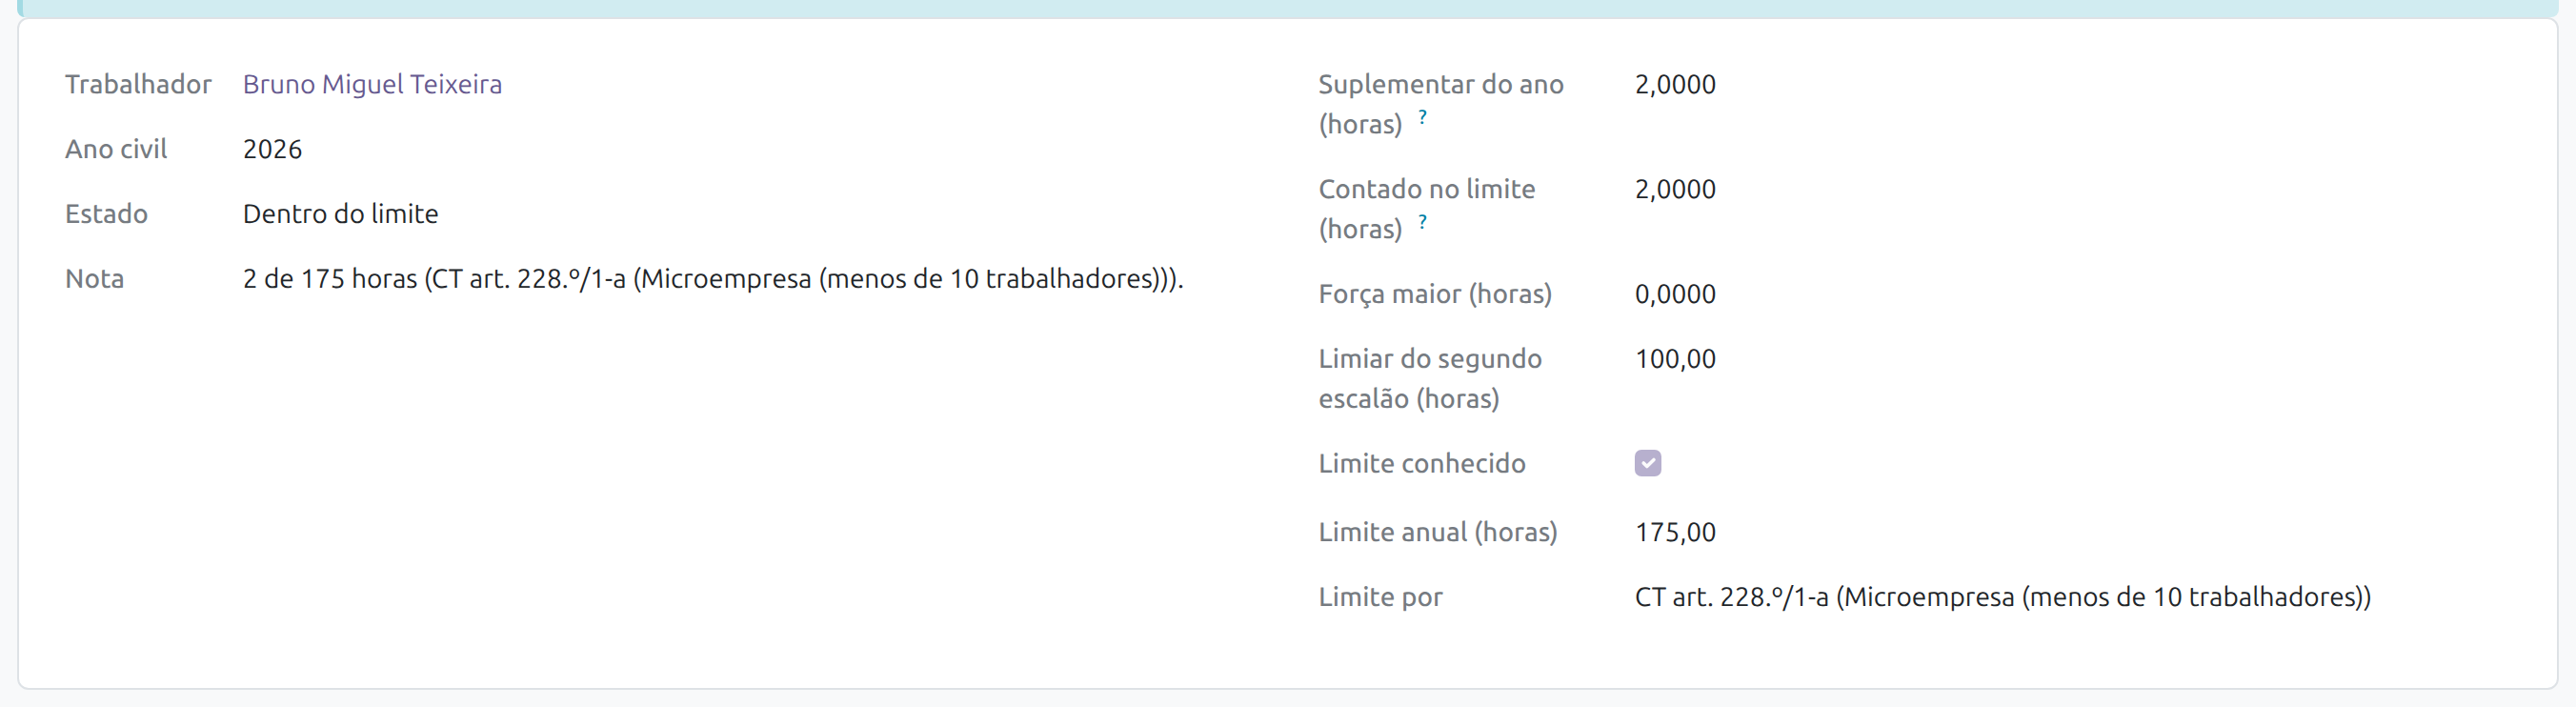 Trabalhador Bruno Miguel Teixeira
Ano civil 2026
Estado Dentro do limite
Nota 2 de 175 horas (CT art. 228.º/1-a (Microempresa (menos de 10 trabalhadores))).
Suplementar do ano 2,0000
(horas) ?
Contado no limite 2,0000
(horas) ?
Força maior (horas) 0,0000
Limiar do segundo 100,00
escalão (horas)
Limite conhecido
Limite anual (horas) 175,00
Limite por CT art. 228.º/1-a (Microempresa (menos de 10 trabalhadores))